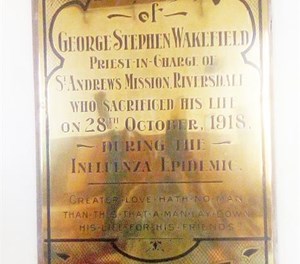 of
GEORGE STEPHEN WAKEFIELD
PRIEST-IN-CHARGE OF
ST ANDREWS MISSION, RIVERSDALE
WHO SACRIFICED HIS LIFE
ON 28TH OCTOBER, 1918,
DURING THE
INFLUENZA EPIDEMIC.
"GREATER LOVE HATH NO MAN
THAN THIS THAT A MAN LAY DOWN
HIS LIFE FOR HIS FRIENDS"